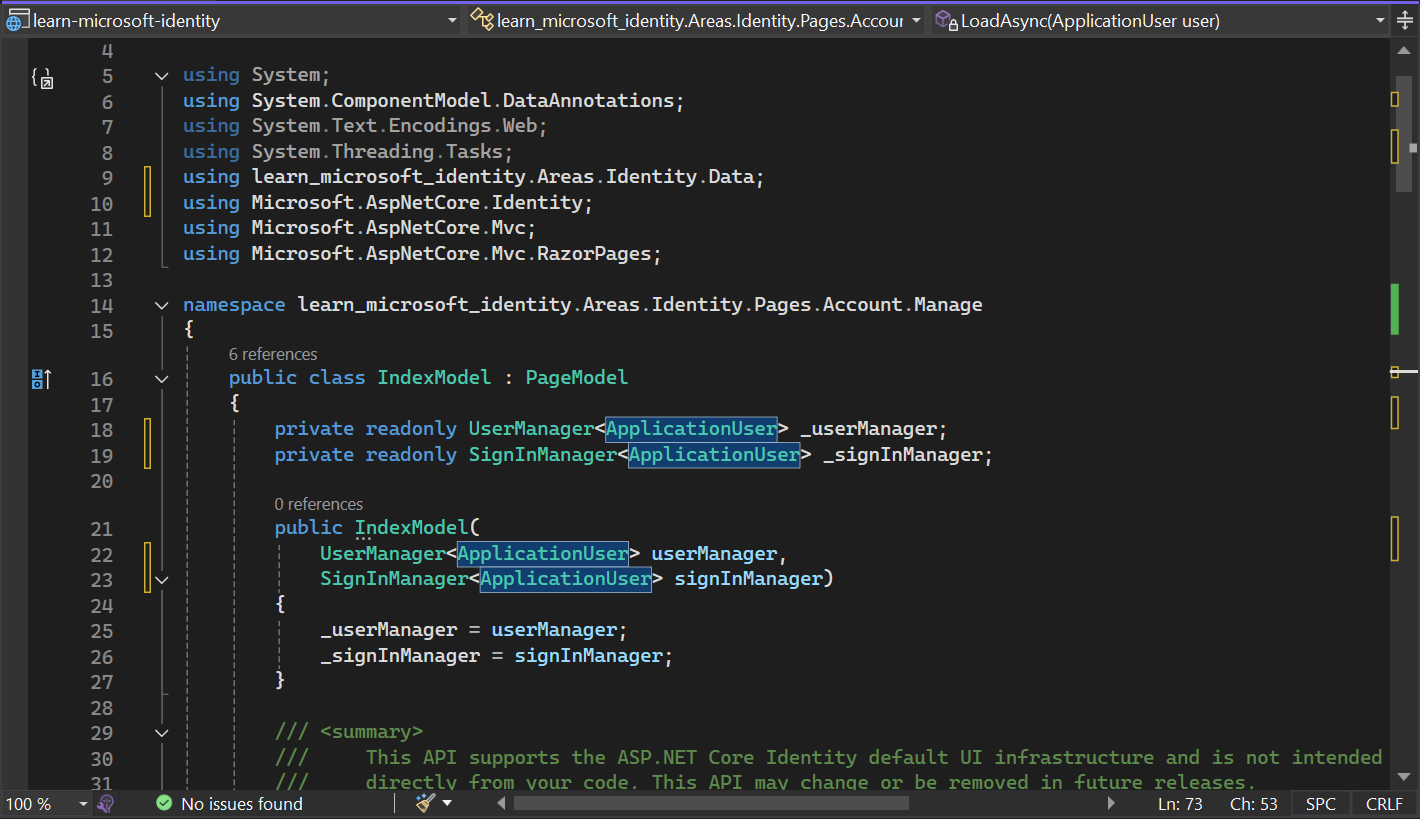 learn-microsoft-identity learn_microsoft_identity.Areas.Identity.Pages.Accour LoadAsync(ApplicationUser user)
4
5 using System;
6 using System.ComponentModel.DataAnnotations;
7 using System.Text.Encodings.Web;
8 using System.Threading.Tasks;
9 using learn_microsoft_identity.Areas.Identity.Data;
10 using Microsoft.AspNetCore.Identity;
11 using Microsoft.AspNetCore.Mvc;
12 using Microsoft.AspNetCore.Mvc.RazorPages;
13
14 namespace learn_microsoft_identity.Areas.Identity.Pages.Account.Manage
15 {
6 references
16 public class IndexModel : PageModel
17 {
18 private readonly UserManager<ApplicationUser> _userManager;
19 private readonly SignInManager<ApplicationUser> _signInManager;
20
0 references
21 public IndexModel(
22 UserManager<ApplicationUser> userManager,
23 SignInManager<ApplicationUser> signInManager)
24 {
25 _userManager = userManager;
26 _signInManager = signInManager;
27 }
28
29 /// <summary>
30 /// This API supports the ASP.NET Core Identity default UI infrastructure and is not intended
31 /// directly from your code. This API may change or be removed in future releases.
100 % No issues found Ln: 73 Ch: 53 SPC CRLF